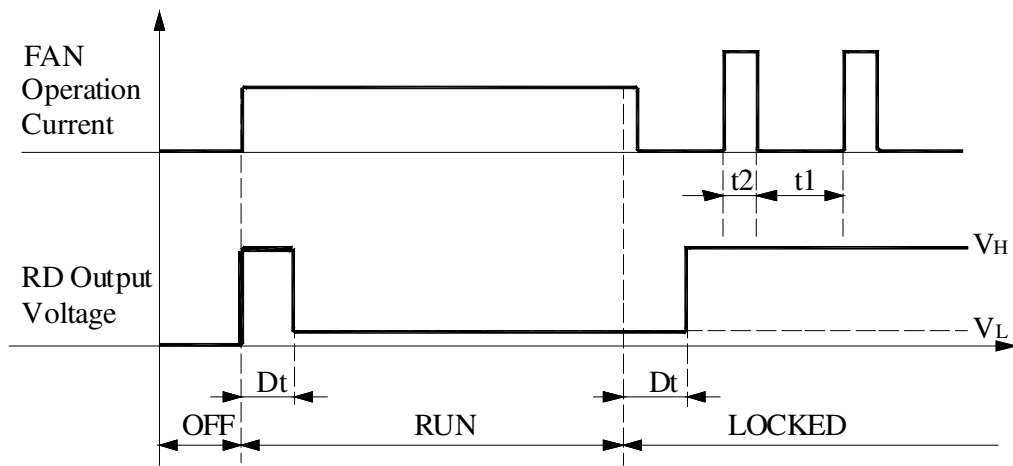 FAN
Operation
Current
t2 t1
RD Output
Voltage
VH
VL
Dt Dt
OFF RUN LOCKED